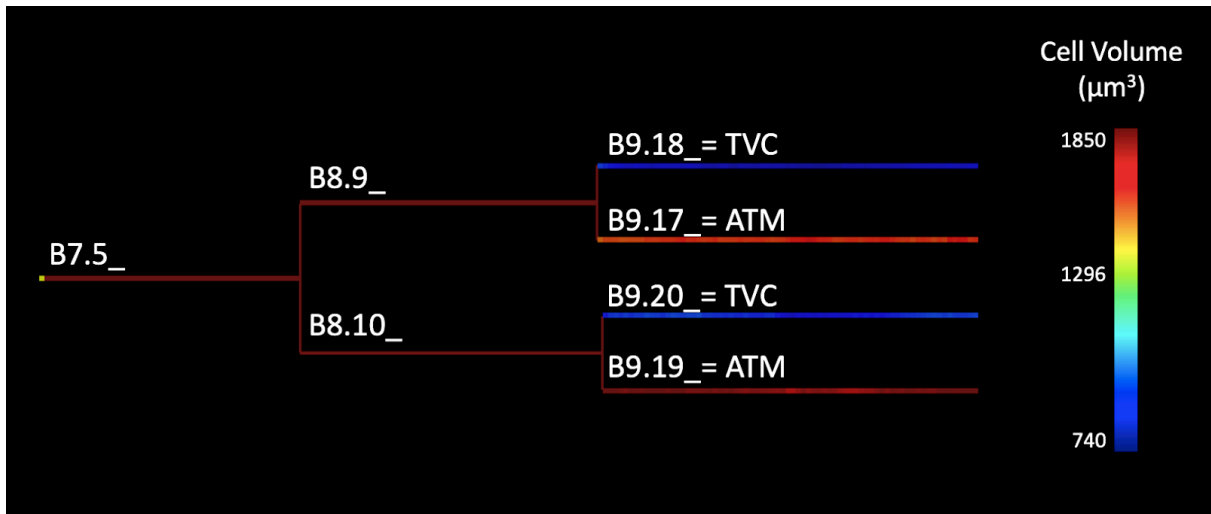 Cell Volume
(µm³)
B9.18_= TVC
1850
B8.9_
B9.17_= ATM
B7.5_
1296
B9.20_= TVC
B8.10_
B9.19_= ATM
740